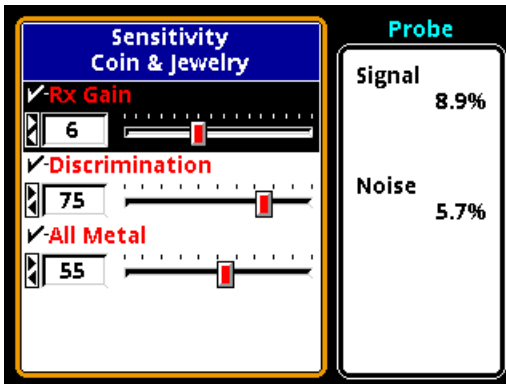 Sensitivity
Coin & Jewelry
Rx Gain
6
Discrimination
75
All Metal
55
Probe
Signal
8.9%
Noise
5.7%